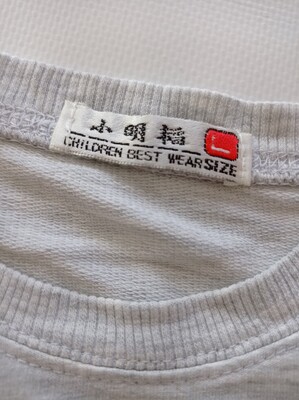 小明福 L
CHILDREN BEST WEAR SIZE